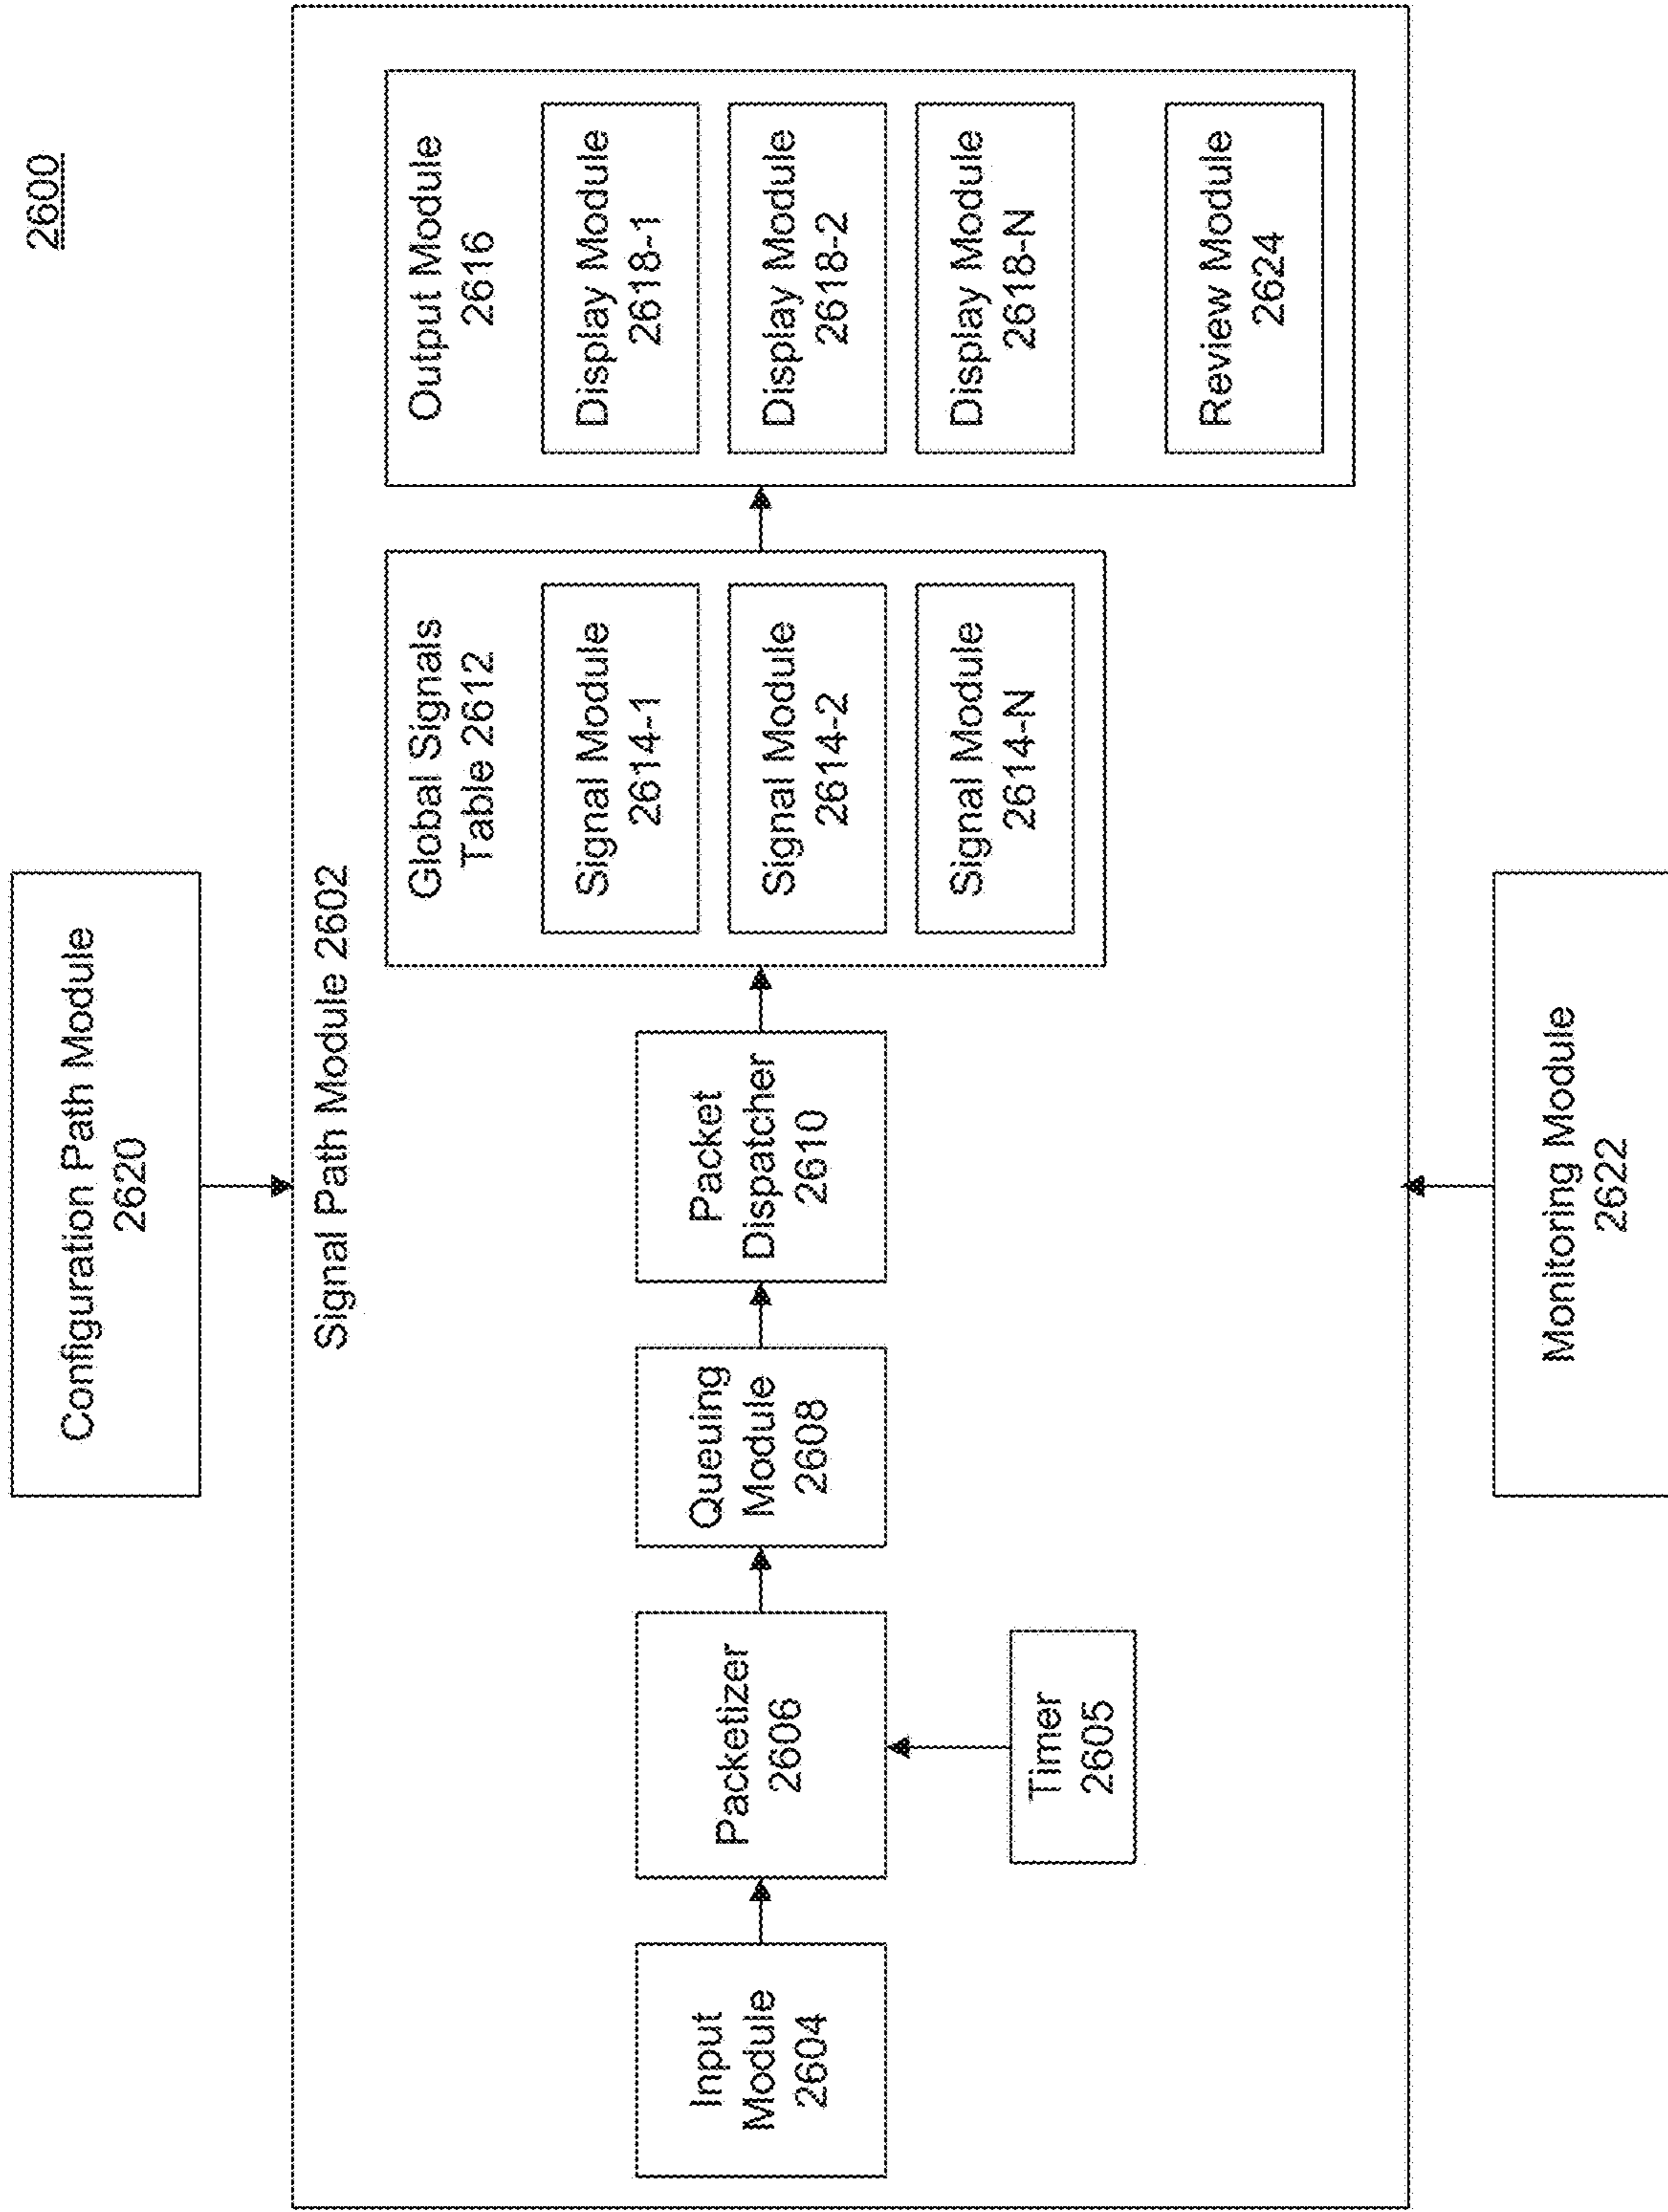 2600
Configuration Path Module
2620
Signal Path Module 2602
Input
Module
2604
Packetizer
2606
Timer
2605
Queuing
Module
2608
Packet
Dispatcher
2610
Global Signals
Table 2612
Signal Module
2614-1
Signal Module
2614-2
Signal Module
2614-N
Output Module
2616
Display Module
2618-1
Display Module
2618-2
Display Module
2618-N
Review Module
2624
Monitoring Module
2622